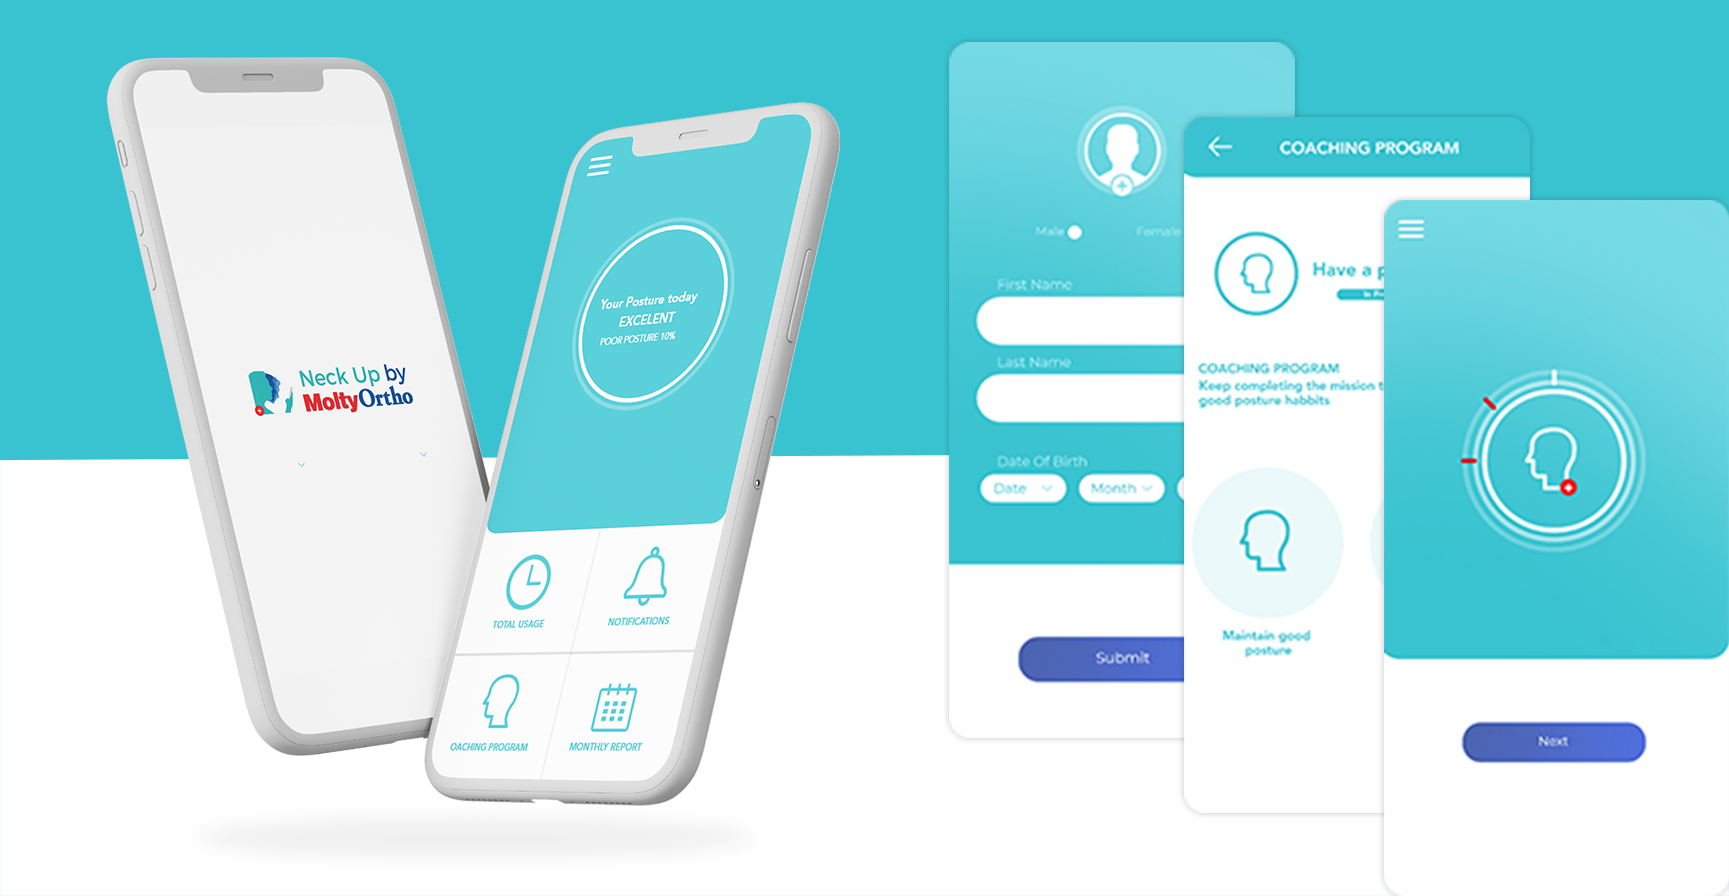 Neck Up by
MoltyOrtho
Your Posture today
EXCELENT
POOR POSTURE 10%
TOTAL USAGE
NOTIFICATIONS
OACHING PROGRAM
MONTHLY REPORT
Male
Female
First Name
Last Name
Date Of Birth
Date
Month
Submit
COACHING PROGRAM
Have a p
COACHING PROGRAM
Keep completing the mission t
good posture habbits
Maintain good
posture
Next